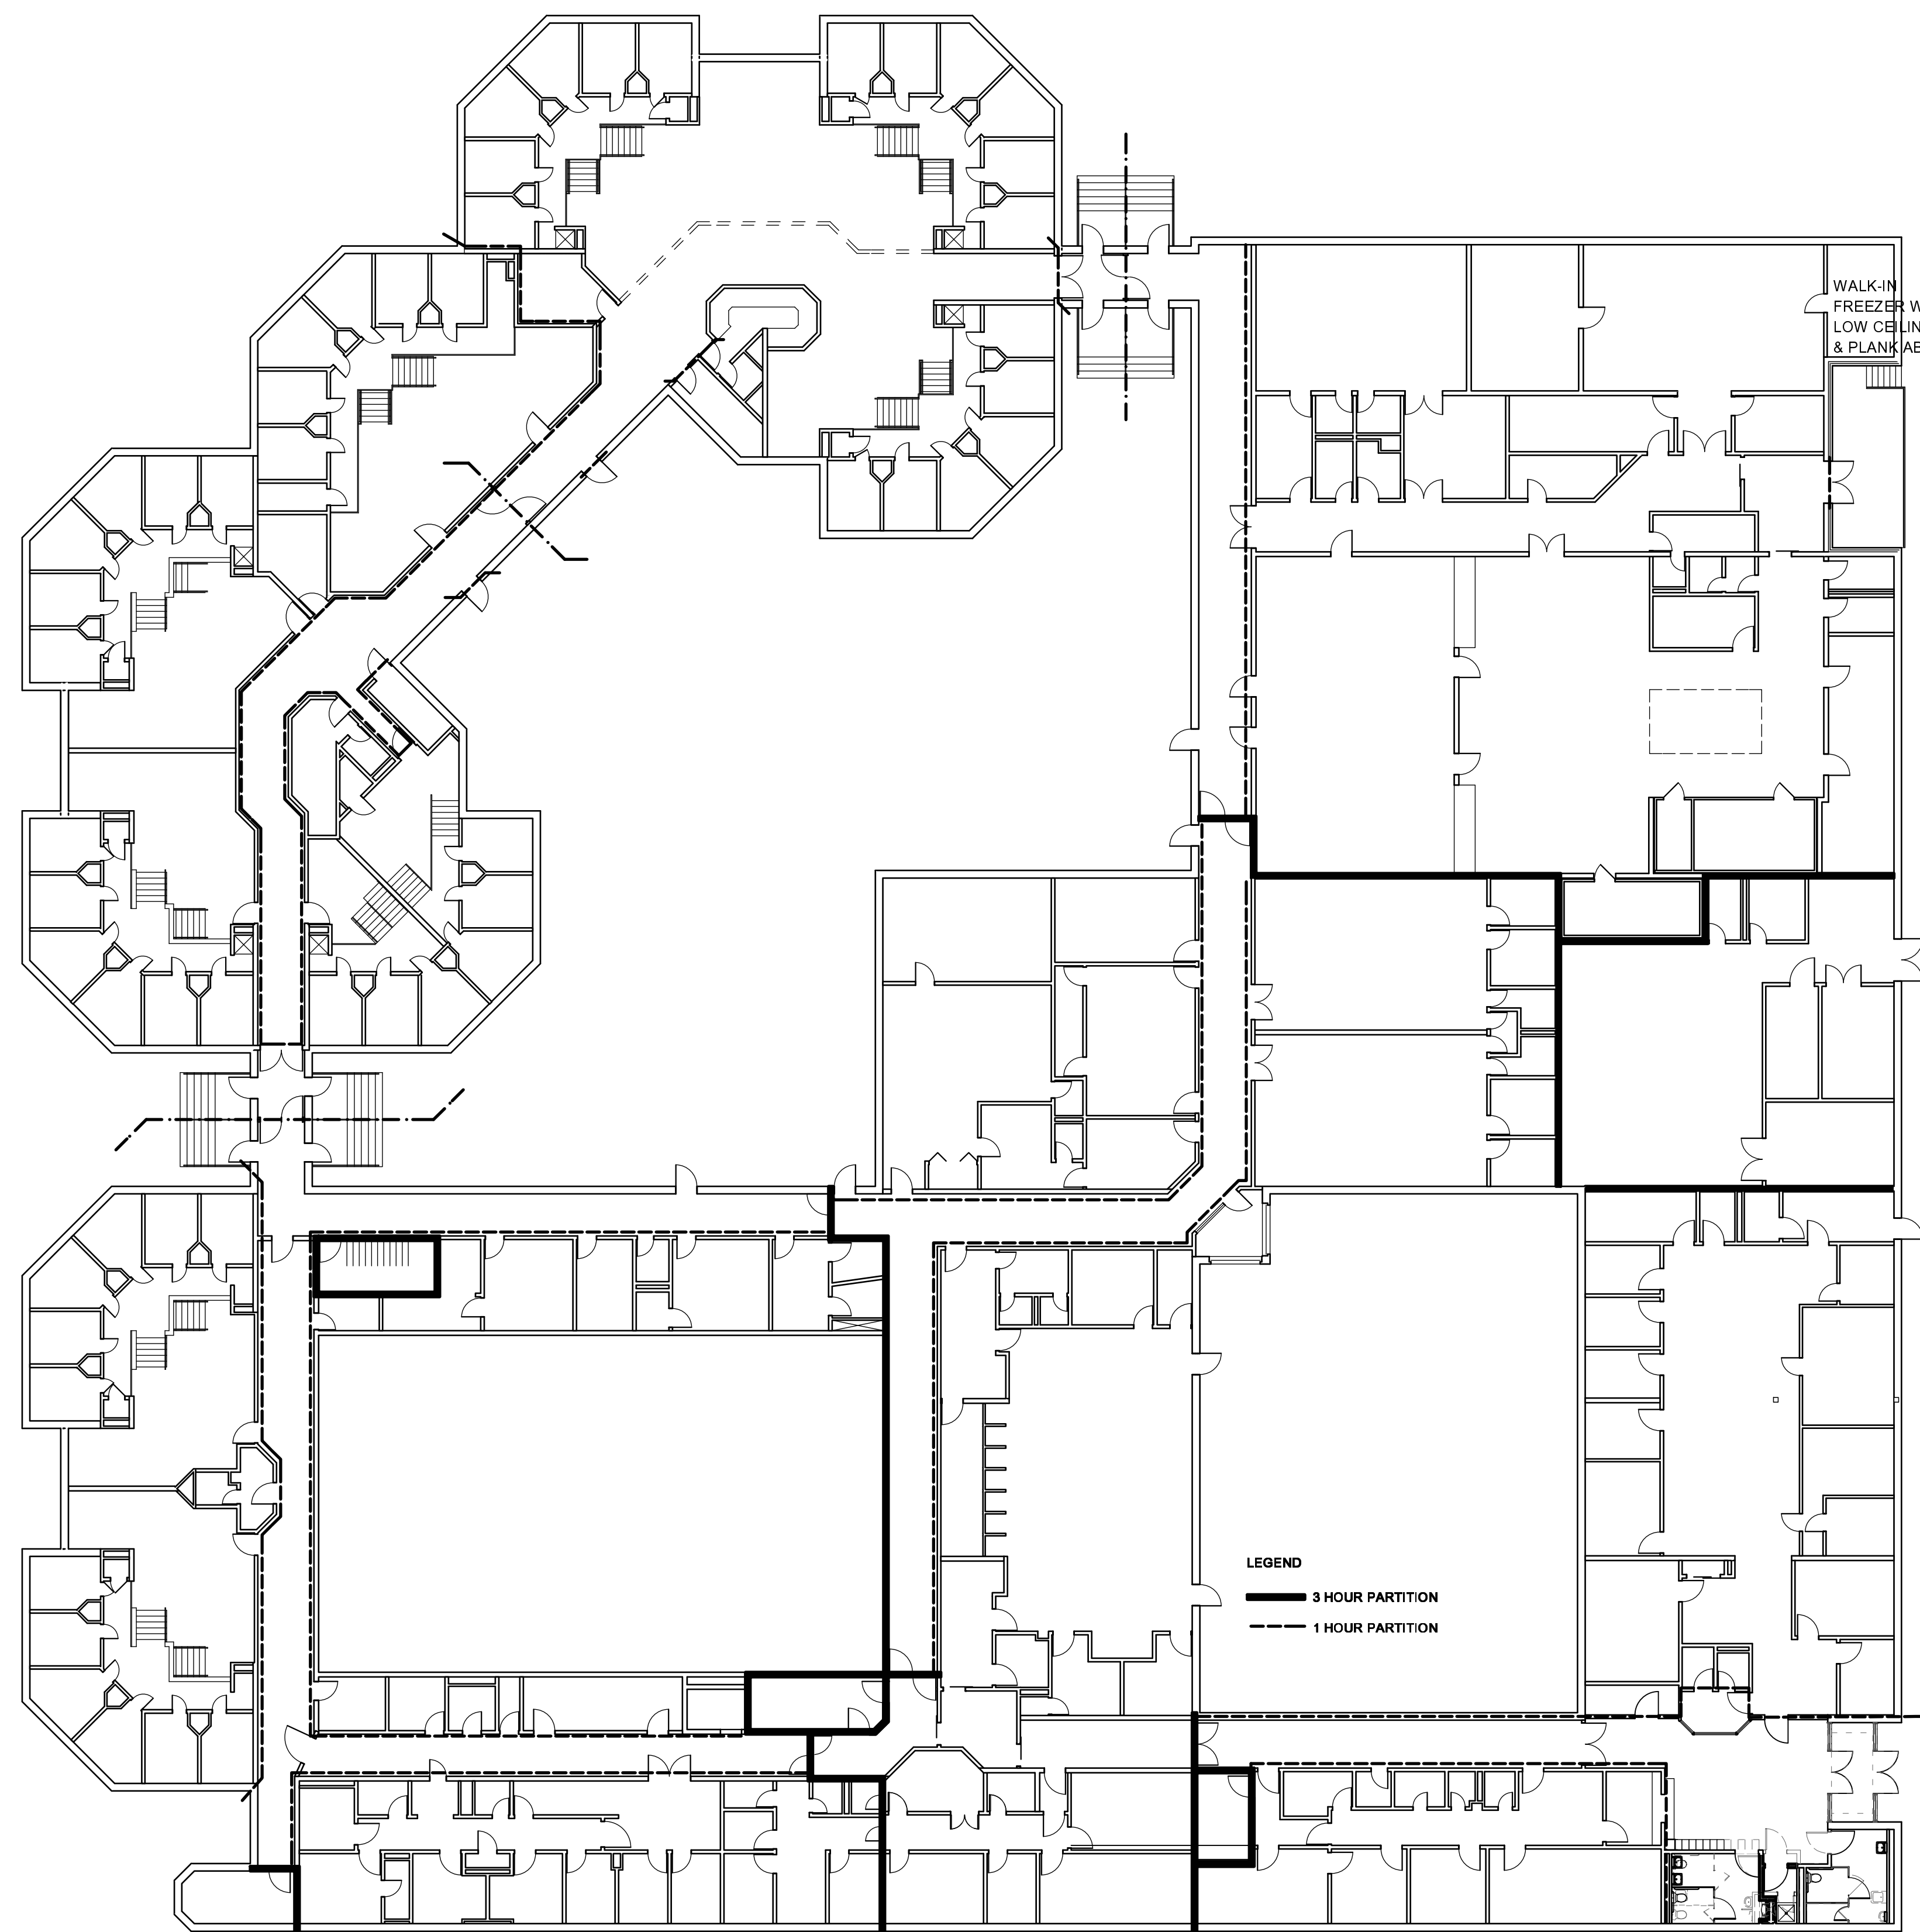 WALK-IN
FREEZER W
LOW CEILIN
& PLANK AB
LEGEND
3 HOUR PARTITION
1 HOUR PARTITION